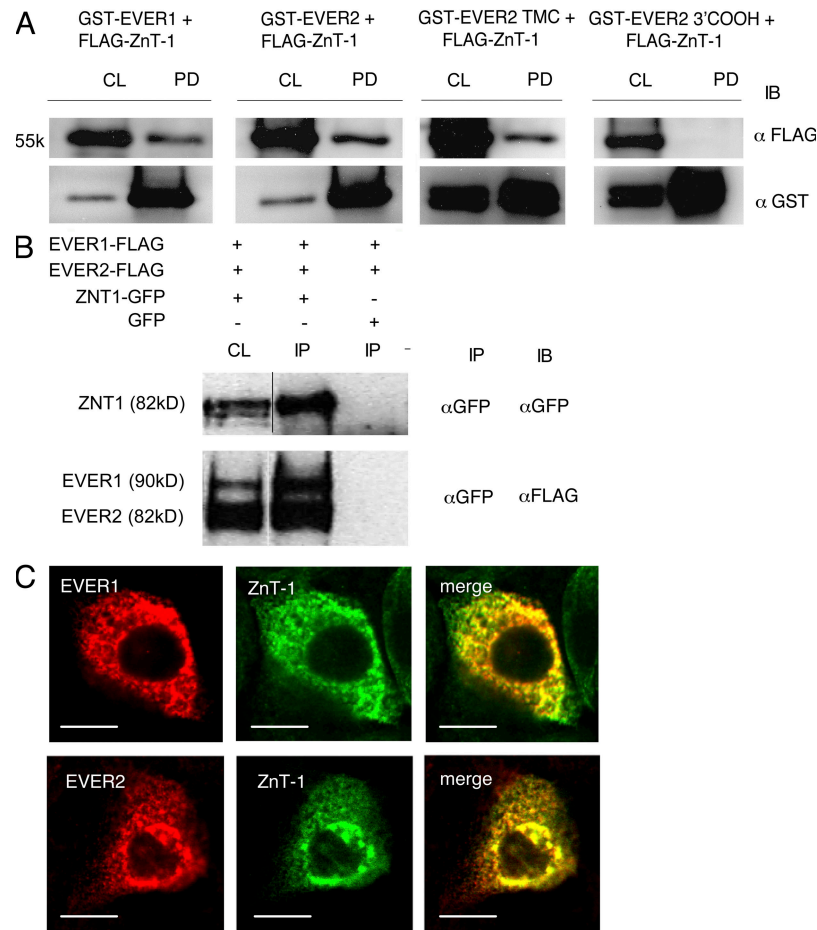 A
GST-EVER1 + FLAG-ZnT-1
GST-EVER2 + FLAG-ZnT-1
GST-EVER2 TMC + FLAG-ZnT-1
GST-EVER2 3'COOH + FLAG-ZnT-1
CL PD CL PD CL PD CL PD IB
55k α FLAG
α GST
B
EVER1-FLAG + + +
EVER2-FLAG + + +
ZNT1-GFP + + -
GFP - - +
CL IP IP - IP IB
ZNT1 (82kD) αGFP αGFP
EVER1 (90kD)
αGFP αFLAG
EVER2 (82kD)
C
EVER1 ZnT-1 merge
EVER2 ZnT-1 merge